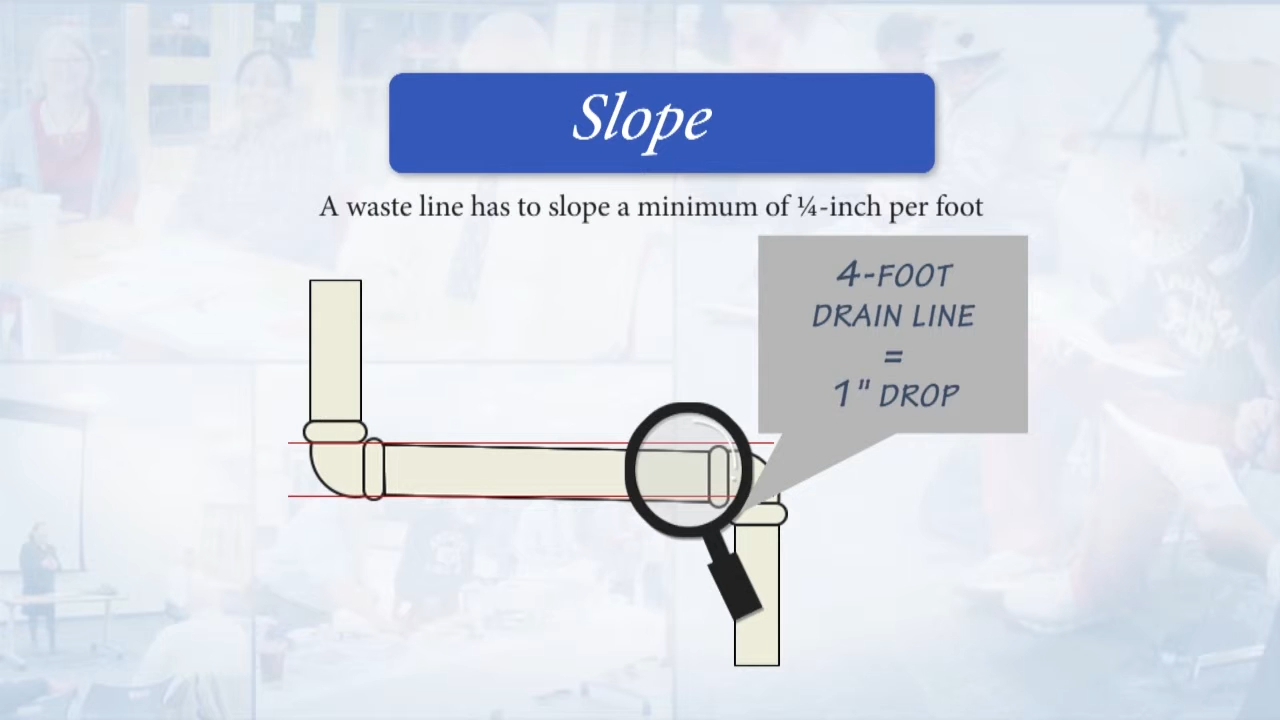 Slope
A waste line has to slope a minimum of ¼-inch per foot
4-FOOT
DRAIN LINE
=
1" DROP